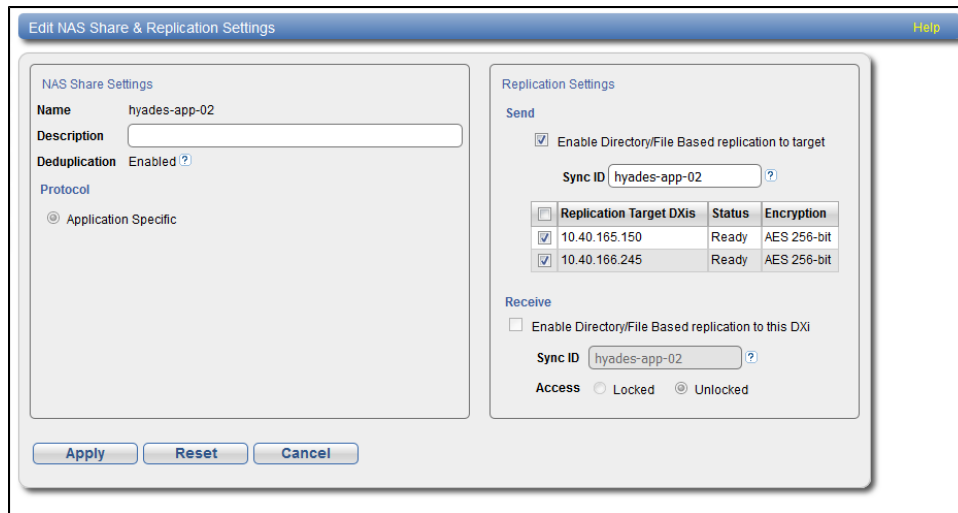 Edit NAS Share & Replication Settings
Help
NAS Share Settings
Name hyades-app-02
Description
Deduplication Enabled ?
Protocol
Application Specific
Replication Settings
Send
Enable Directory/File Based replication to target
Sync ID hyades-app-02 ?
Replication Target DXis Status Encryption
10.40.165.150 Ready AES 256-bit
10.40.166.245 Ready AES 256-bit
Receive
Enable Directory/File Based replication to this DXi
Sync ID hyades-app-02 ?
Access Locked Unlocked
Apply Reset Cancel